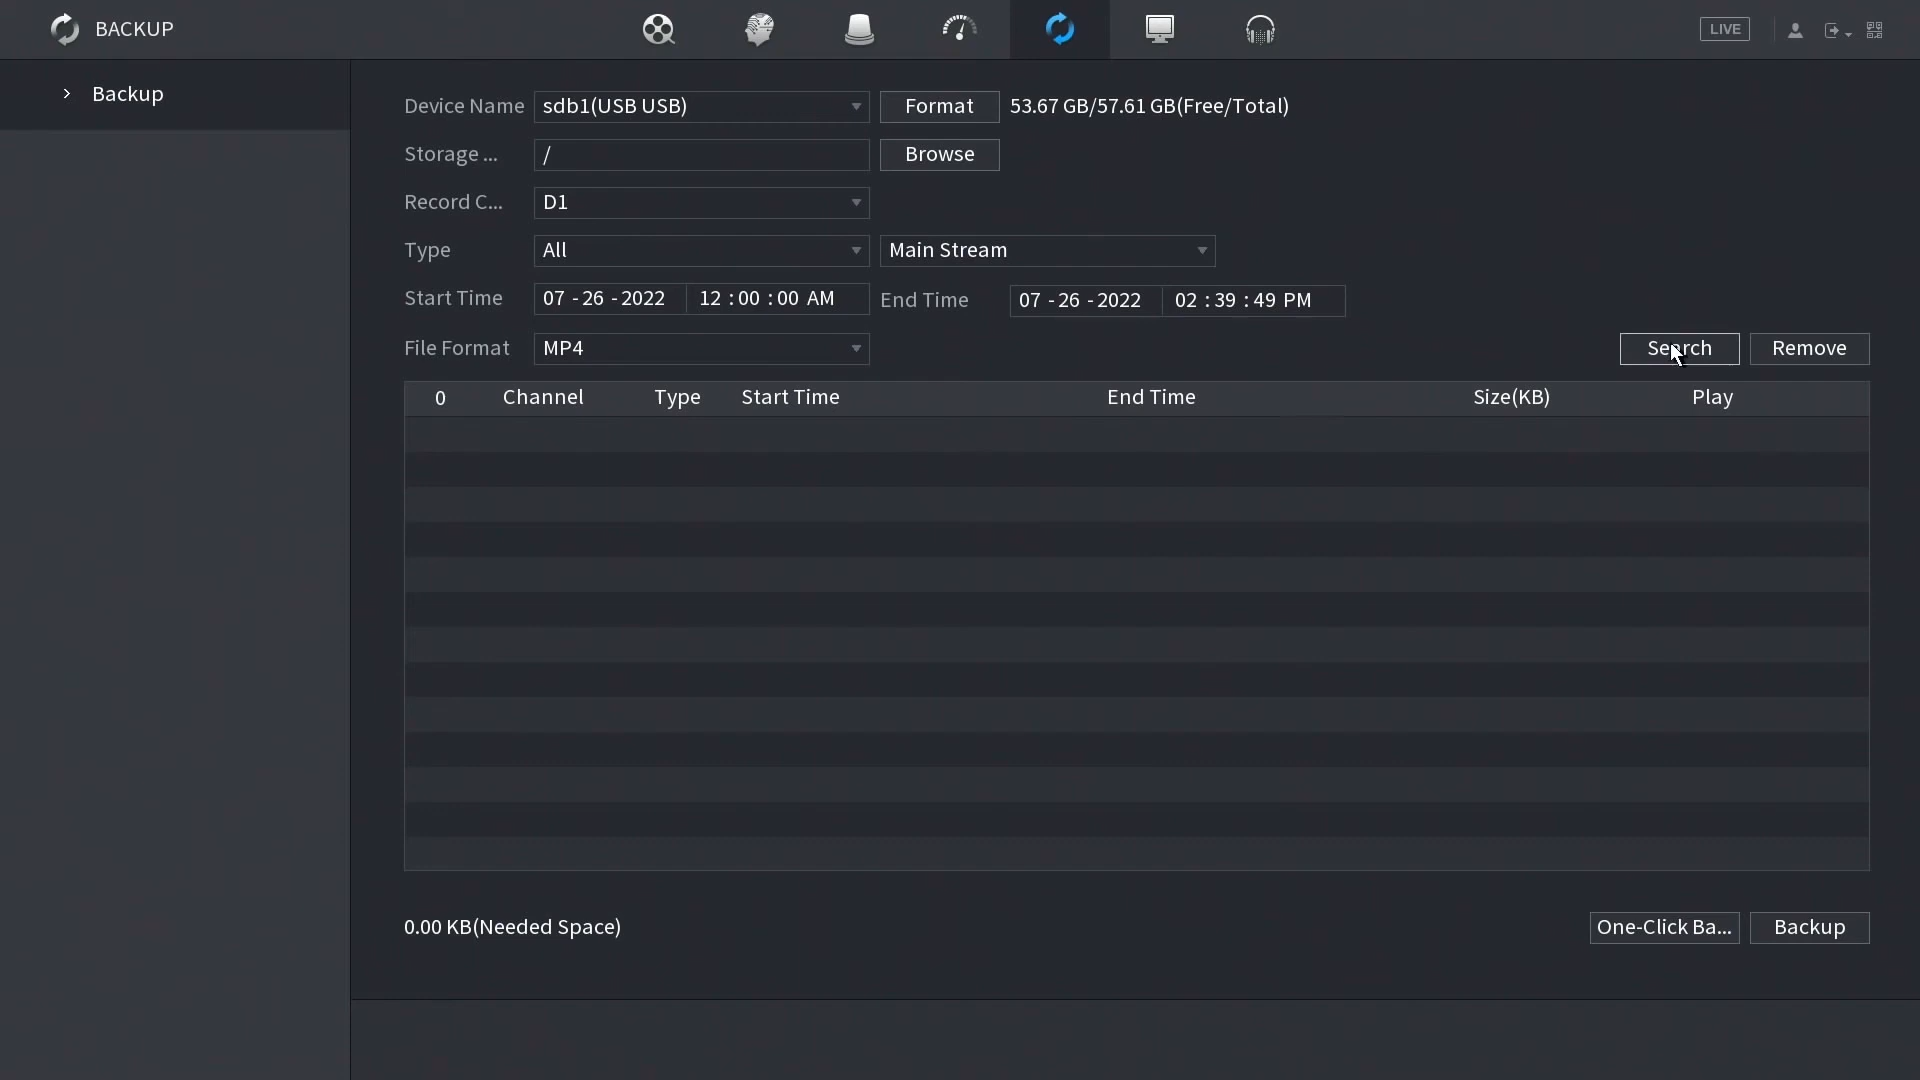 BACKUP
LIVE
Backup
Device Name sdb1(USB USB) Format 53.67 GB/57.61 GB(Free/Total)
Storage ... / Browse
Record C... D1
Type All Main Stream
Start Time 07 - 26 - 2022 12 : 00 : 00 AM End Time 07 - 26 - 2022 02 : 39 : 49 PM
File Format MP4 Search Remove
0 Channel Type Start Time End Time Size(KB) Play
0.00 KB(Needed Space) One-Click Ba... Backup